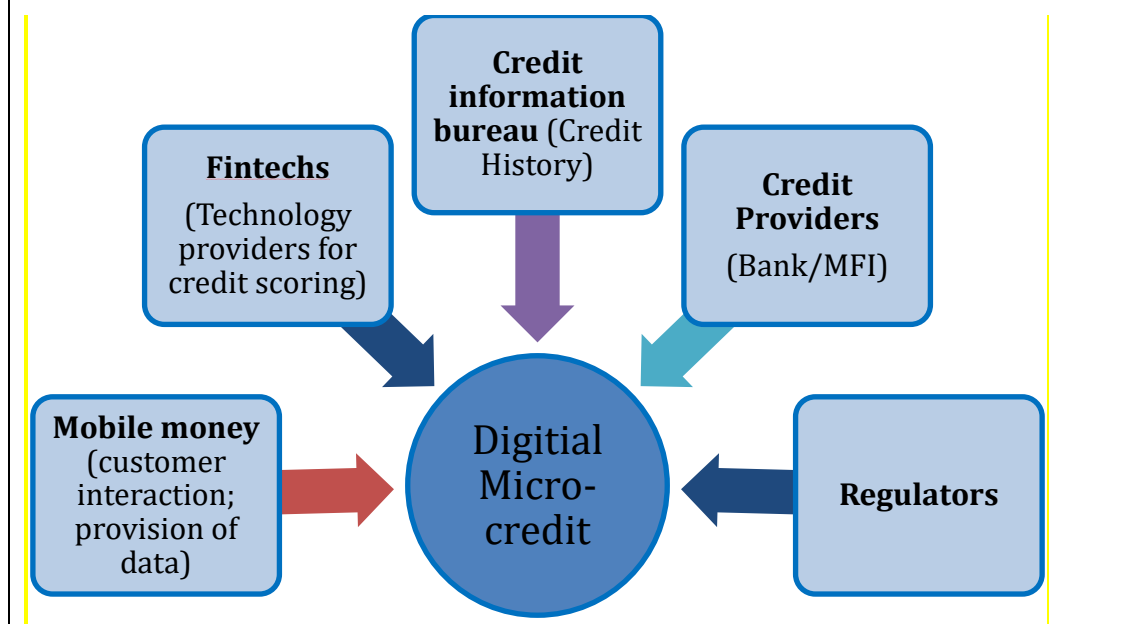 Credit
information
bureau (Credit
History)
Fintechs
(Technology
providers for
credit scoring)
Credit
Providers
(Bank/MFI)
Mobile money
(customer
interaction;
provision of
data)
Digitial
Micro-
credit
Regulators